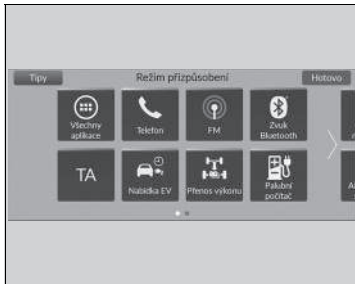 Tipy
Režim přizpůsobení
Hotovo
Všechny
aplikace
Telefon
FM
Zvuk
Bluetooth
TA
Nabídka EV
Přenos výkonu
Palubní
počítač